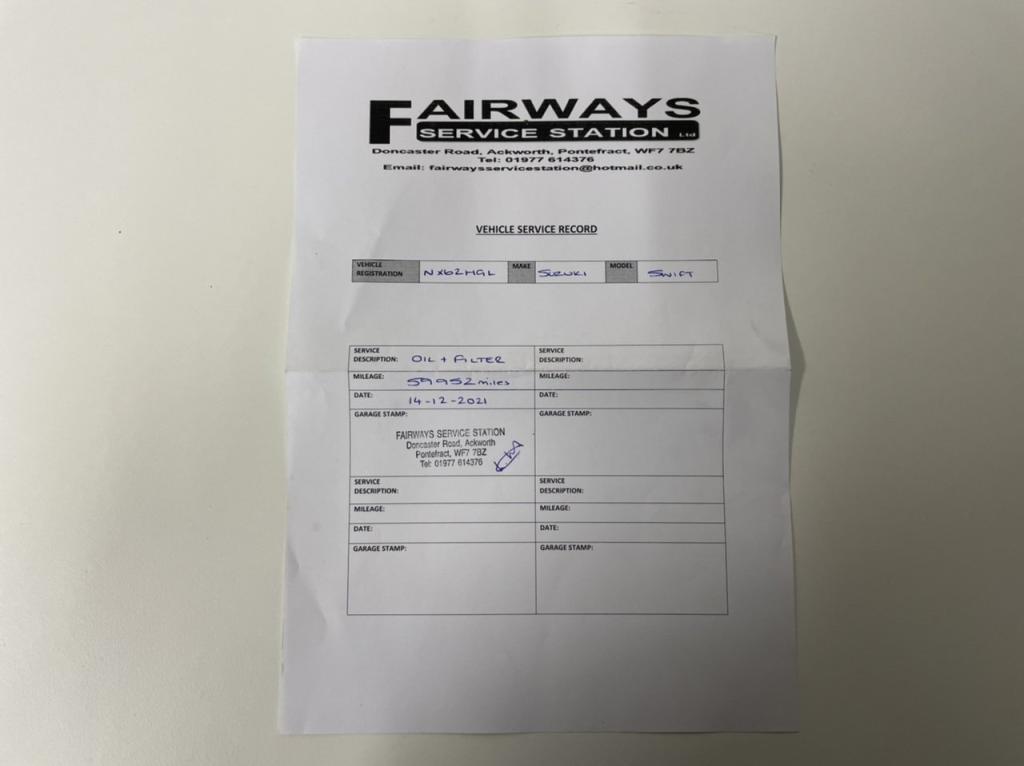 FAIRWAYS
SERVICE STATION Ltd
Doncaster Road, Ackworth, Pontefract, WF7 7BZ
Tel: 01977 614376
Email: fairwaysservicestation@hotmail.co.uk
VEHICLE SERVICE RECORD
VEHICLE REGISTRATION NX62HGL MAKE SUZUKI MODEL SWIFT
SERVICE DESCRIPTION: OIL + FILTER
MILEAGE: 59952 miles
DATE: 14-12-2021
GARAGE STAMP:
FAIRWAYS SERVICE STATION
Doncaster Road, Ackworth
Pontefract, WF7 7BZ
Tel: 01977 614376
SERVICE
DESCRIPTION:
MILEAGE:
DATE:
GARAGE STAMP:
SERVICE
DESCRIPTION:
MILEAGE:
DATE:
GARAGE STAMP:
SERVICE
DESCRIPTION:
MILEAGE:
DATE:
GARAGE STAMP: